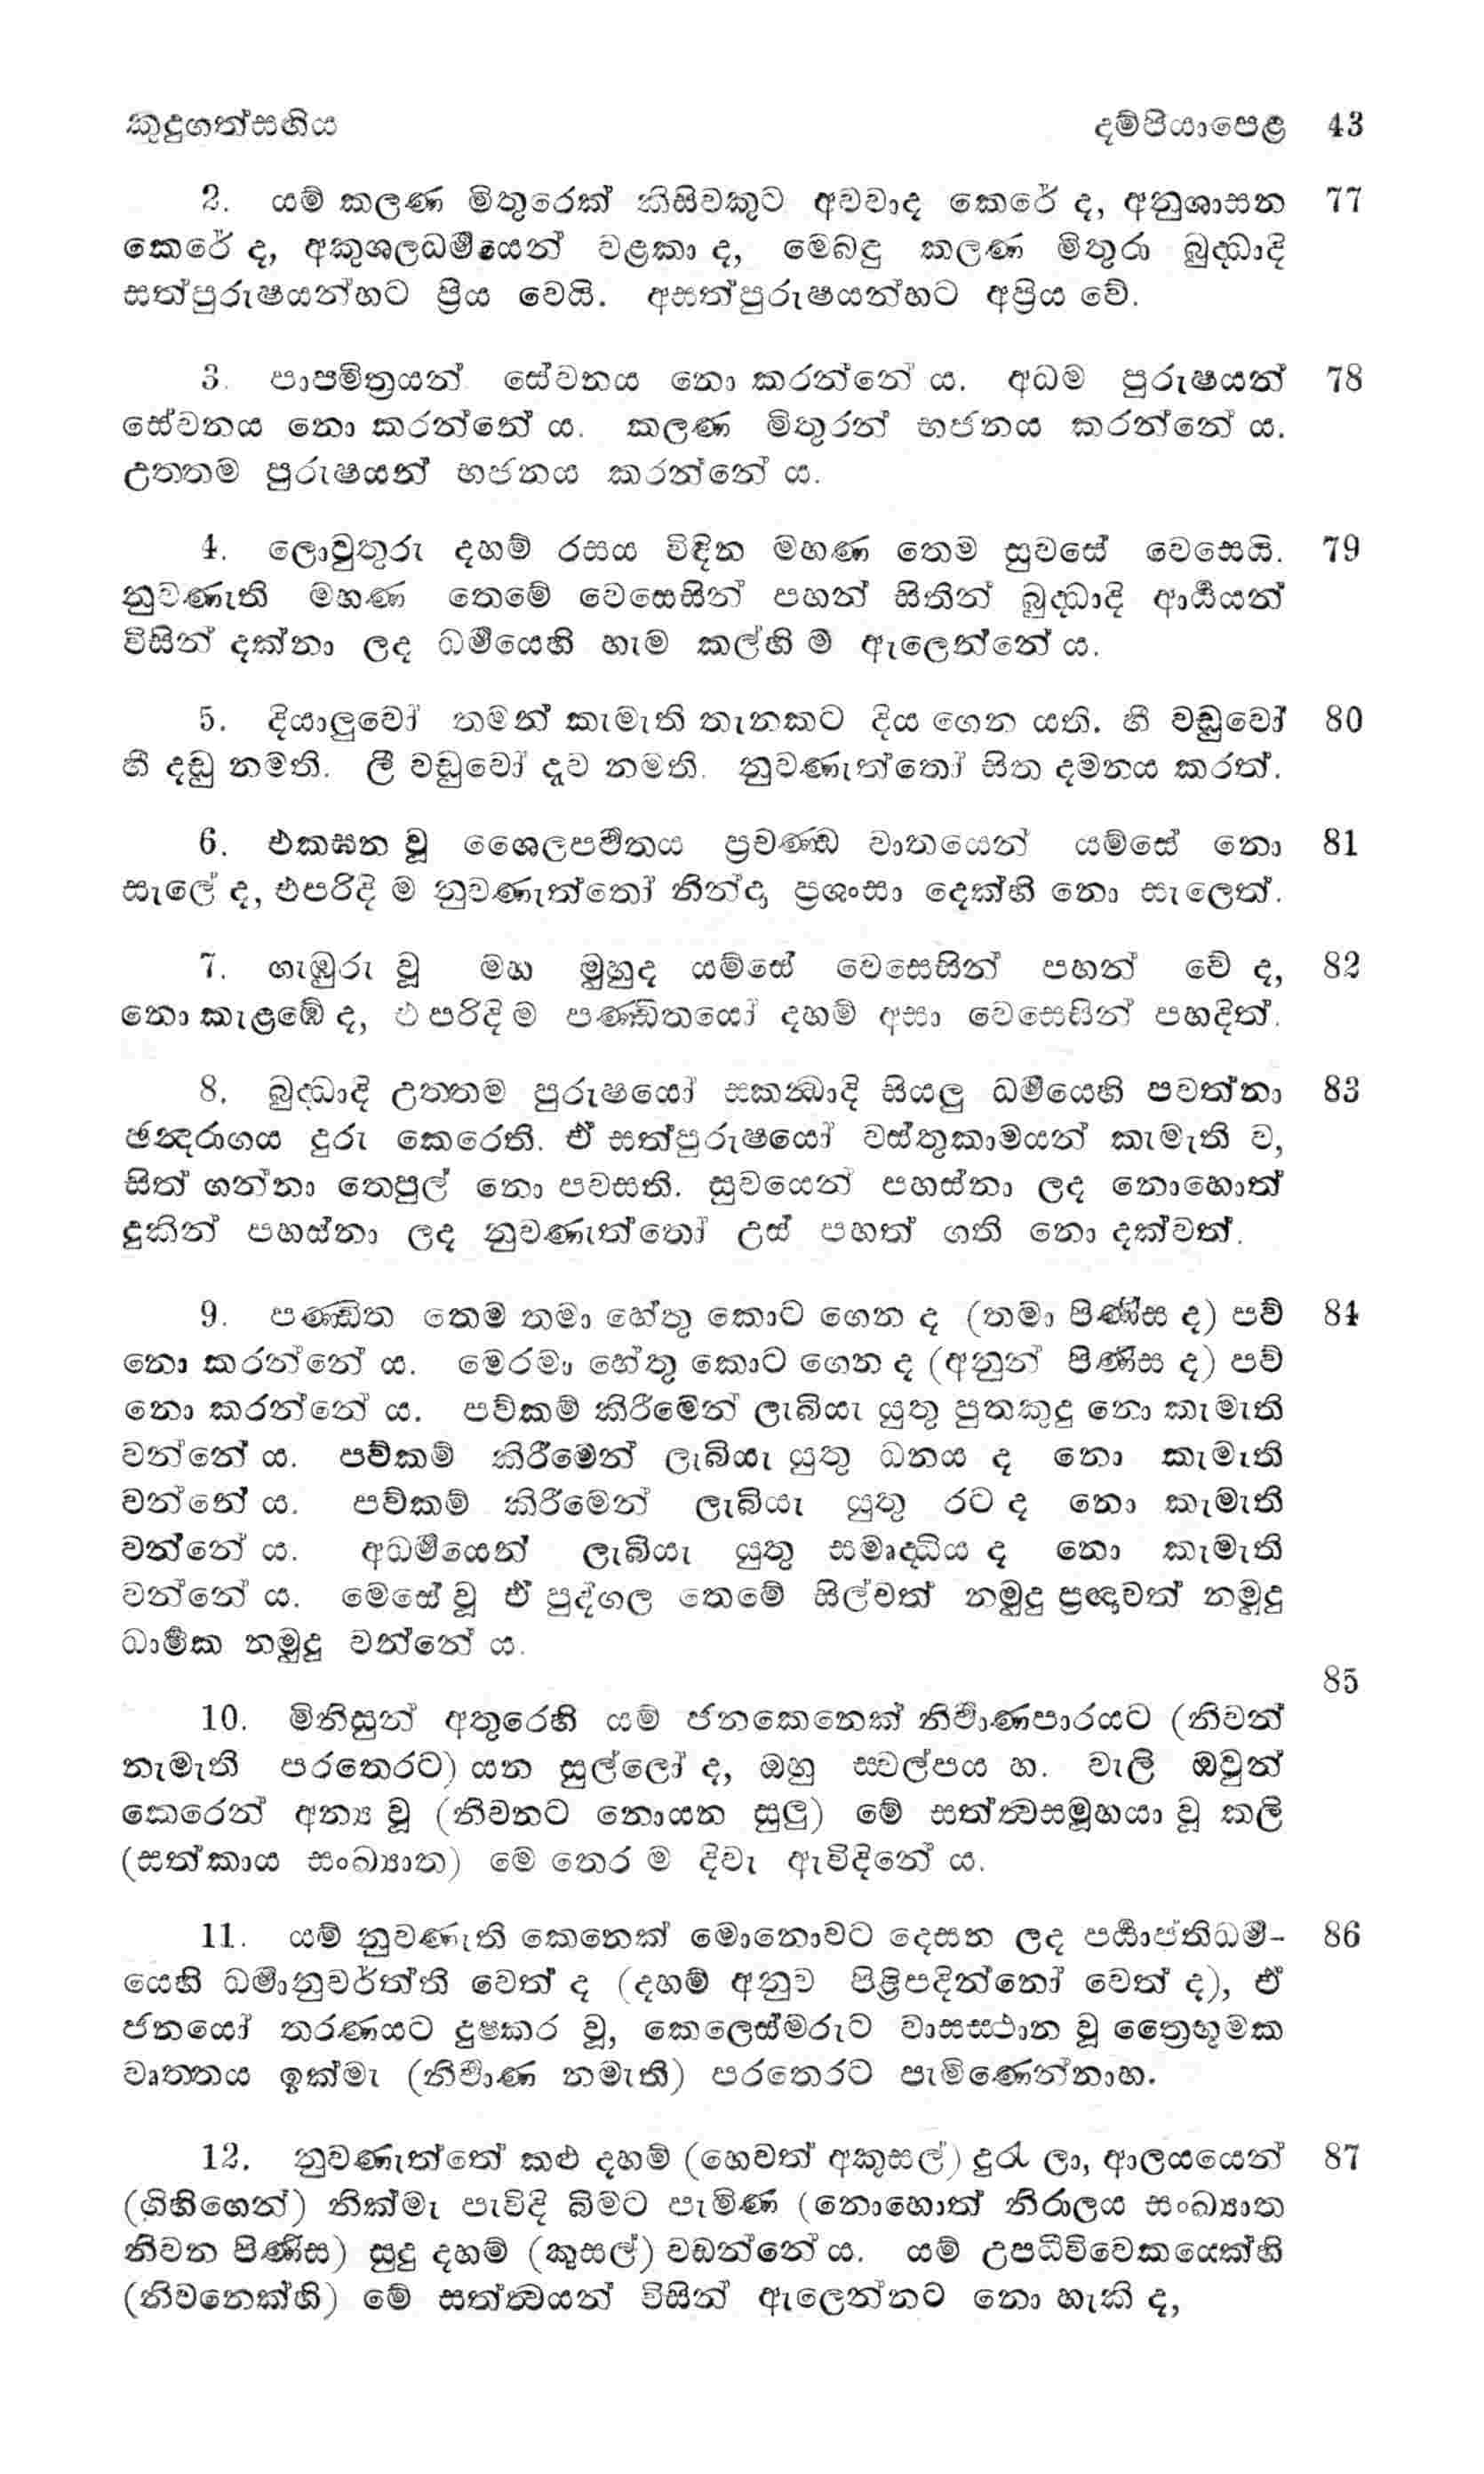 කුදුගත්සඟිය දම්පියාපෙළ 43
2. යම් කලණ මිතුරෙක් කිසිවකුට අවවාද කෙරේ ද, අනුශාසන 77
කෙරේ ද, අකුශලධර්‍මයෙන් වළකා ද, මෙබඳු කලණ මිතුරා බුද්‍ධාදි
සත්පුරුෂයන්හට ප්‍රිය වෙයි. අසත්පුරුෂයන්හට අප්‍රිය වේ.
3. පාපමිත්‍රයන් සේවනය නො කරන්නේ ය. අධම පුරුෂයන් 78
සේවනය නො කරන්නේ ය. කලණ මිතුරන් භජනය කරන්නේ ය.
උත්‍තම පුරුෂයන් භජනය කරන්නේ ය.
4. ලොවුතුරු දහම් රසය විඳින මහණ තෙම සුවසේ වෙසෙයි. 79
නුවණැති මහණ තෙමේ වෙසෙසින් පහන් සිතින් බුද්‍ධාදි ආර්‍ය්‍යයන්
විසින් දක්නා ලද ධර්‍මයෙහි හැම කල්හි ම ඇලෙන්නේ ය.
5. දියාලුවෝ තමන් කැමැති තැනකට දිය ගෙන යති. හී වඩුවෝ 80
හී දඬු නමති. ලී වඩුවෝ දැව නමති. නුවණැත්තෝ සිත දමනය කරත්.
6. එකඝන වූ ශෛලපර්‍වතය ප්‍රචණ්‍ඩ වාතයෙන් යම්සේ නො 81
සැලේ ද, එපරිදි ම නුවණැත්තෝ නින්දා ප්‍රශංසා දෙක්හි නො සැලෙත්.
7. ගැඹුරු වූ මහ මුහුද යම්සේ වෙසෙසින් පහන් වේ ද, 82
නො කැළඹේ ද, එ පරිදි ම පණ්‍ඩිතයෝ දහම් අසා වෙසෙසින් පහදිත්.
8. බුද්‍ධාදි උත්‍තම පුරුෂයෝ සකන්‍ධාදි සියලු ධර්‍මයෙහි පවත්නා 83
ඡන්‍දරාගය දුරු කෙරෙති. ඒ සත්පුරුෂයෝ වස්තුකාමයන් කැමැති ව,
සිත් ගන්නා තෙපුල් නො පවසති. සුවයෙන් පහස්නා ලද නොහොත්
දුකින් පහස්නා ලද නුවණැත්තෝ උස් පහත් ගති නො දක්වත්.
9. පණ්‍ඩිත තෙම තමා හේතු කොට ගෙන ද (තමා පිණිස ද) පව් 84
නො කරන්නේ ය. මෙරමා හේතු කොට ගෙන ද (අනුන් පිණිස ද) පව්
නො කරන්නේ ය. පව්කම් කිරීමෙන් ලැබියැ යුතු පුතකුදු නො කැමැති
වන්නේ ය. පව්කම් කිරීමෙන් ලැබියැ යුතු ධනය ද නො කැමැති
වන්නේ ය. පව්කම් කිරීමෙන් ලැබියැ යුතු රට ද නො කැමැති
වන්නේ ය. අධර්‍මයෙන් ලැබියැ යුතු සමෘද්‍ධිය ද නො කැමැති
වන්නේ ය. මෙසේ වූ ඒ පුද්ගල තෙමේ සිල්වත් නමුදු ප්‍රඥාවත් නමුදු
ධාර්‍මික නමුදු වන්නේ ය.
85
10. මිනිසුන් අතුරෙහි යම් ජනකෙනෙක් නිර්‍වාණපාරයට (නිවන්
නැමැති පරතෙරට) යන සුල්ලෝ ද, ඔහු ස්‍වල්පය හ. වැලි ඔවුන්
කෙරෙන් අන්‍ය වූ (නිවනට නොයන සුලු) මේ සත්ත්‍වසමූහයා වූ කලි
(සත්කාය සංඛ්‍යාත) මෙ තෙර ම දිවැ ඇවිදිනේ ය.
11. යම් නුවණැති කෙනෙක් මොනොවට දෙසන ලද පර්‍ය්‍යාප්තිධර්‍ම- 86
යෙහි ධර්‍මානුවර්ත්ති වෙත් ද (දහම් අනුව පිළිපදින්නෝ වෙත් ද), ඒ
ජනයෝ තරණයට දුෂ්‍කර වූ, කෙලෙස්මරුට වාසස්‍ථාන වූ ත්‍රෛභූමක
වෘත්‍තය ඉක්මැ (නිර්‍වාණ නමැති) පරතෙරට පැමිණෙන්නාහ.
12. නුවණැත්තේ කළු දහම් (හෙවත් අකුසල්) දුරැ ලා, ආලයයෙන් 87
(ගිහිගෙන්) නික්මැ පැවිදි බිමට පැමිණ (නොහොත් නිරාලය සංඛ්‍යාත
නිවන පිණිස) සුදු දහම් (කුසල්) වඩන්නේ ය. යම් උපධිවිවෙකයෙක්හි
(නිවනෙක්හි) මේ සත්ත්‍වයන් විසින් ඇලෙන්නට නො හැකි ද,